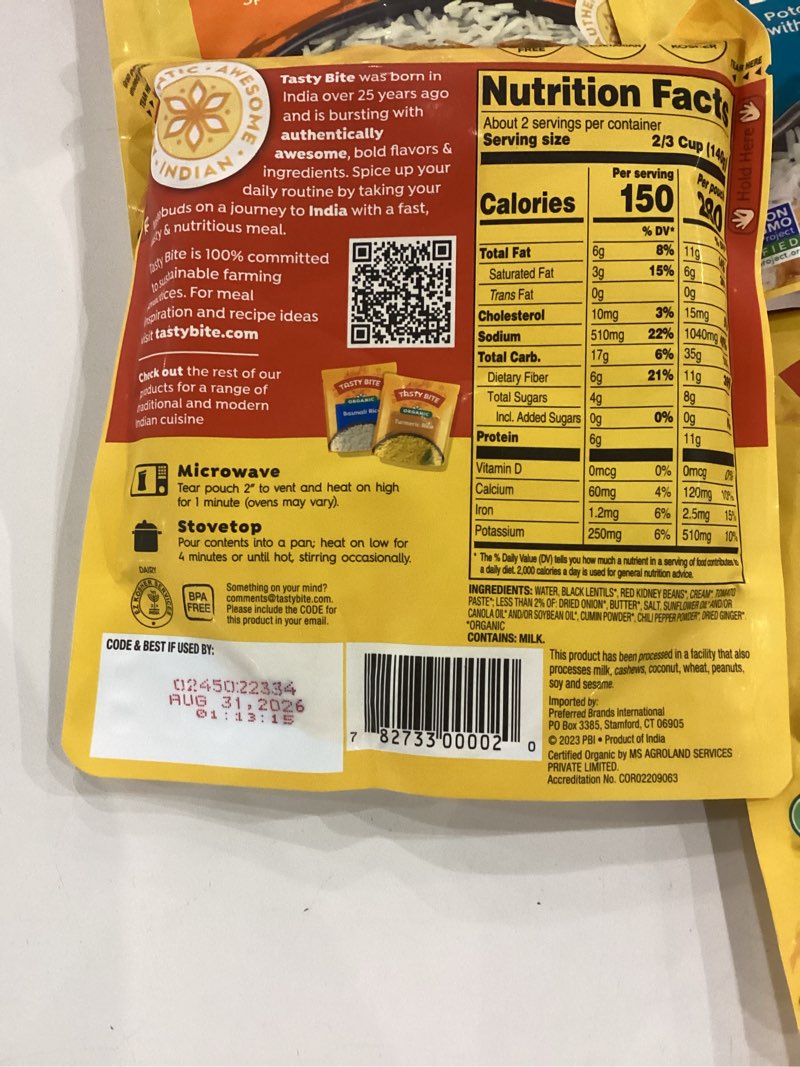 AWESOME
INDIAN
Tasty Bite was born in
India over 25 years ago
and is bursting with
authentically
awesome, bold flavors &
ingredients. Spice up your
daily routine by taking your
buds on a journey to India with a fast,
& nutritious meal.
Tasty Bite is 100% committed
to sustainable farming
For meal
and recipe ideas
tastybite.com
Check out the rest of our
products for a range of
traditional and modern
Indian cuisine
TASTY BITE
ORGANIC
Basmati Rice
TASTY BITE
ORGANIC
Turmeric Rice
Microwave
Tear pouch 2" to vent and heat on high
for 1 minute (ovens may vary).
Stovetop
Pour contents into a pan; heat on low for
4 minutes or until hot, stirring occasionally.
DAIRY
EZ KOSHER SERVICES
BPA
FREE
Something on your mind?
comments@tastybite.com.
Please include the CODE for
this product in your email.
CODE & BEST IF USED BY:
02450:22334
AUG 31, 2026
01:13:15
7 82733 00002 0
FREE
KOSHER
TEAR HERE
Hold Here
Nutrition Facts
About 2 servings per container
Serving size 2/3 Cup
Per serving Per pouch
Calories 150 280
% DV*
Total Fat 6g 8% 11g
Saturated Fat 3g 15% 6g
Trans Fat 0g 0g
Cholesterol 10mg 3% 15mg
Sodium 510mg 22% 1040mg
Total Carb. 17g 6% 35g
Dietary Fiber 6g 21% 11g
Total Sugars 4g 8g
Incl. Added Sugars 0g 0% 0g
Protein 6g 11g
Vitamin D 0mcg 0% 0mcg 0%
Calcium 60mg 4% 120mg 10%
Iron 1.2mg 6% 2.5mg 15%
Potassium 250mg 6% 510mg 10%
* The % Daily Value (DV) tells you how much a nutrient in a serving of food contributes to
a daily diet. 2,000 calories a day is used for general nutrition advice.
INGREDIENTS: WATER, BLACK LENTILS*, RED KIDNEY BEANS*, CREAM*, TOMATO
PASTE*; LESS THAN 2% OF: DRIED ONION*, BUTTER*, SALT, SUNFLOWER OIL* AND/OR
CANOLA OIL* AND/OR SOYBEAN OIL*, CUMIN POWDER*, CHILI PEPPER POWDER*, DRIED GINGER*.
*ORGANIC
CONTAINS: MILK.
This product has been processed in a facility that also
processes milk, cashews, coconut, wheat, peanuts,
soy and sesame.
Imported by:
Preferred Brands International
PO Box 3385, Stamford, CT 06905
© 2023 PBI • Product of India
Certified Organic by MS AGROLAND SERVICES
PRIVATE LIMITED.
Accreditation No. COR02209063
with